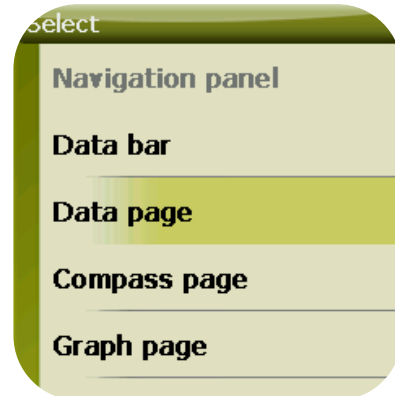 Select
Navigation panel
Data bar
Data page
Compass page
Graph page